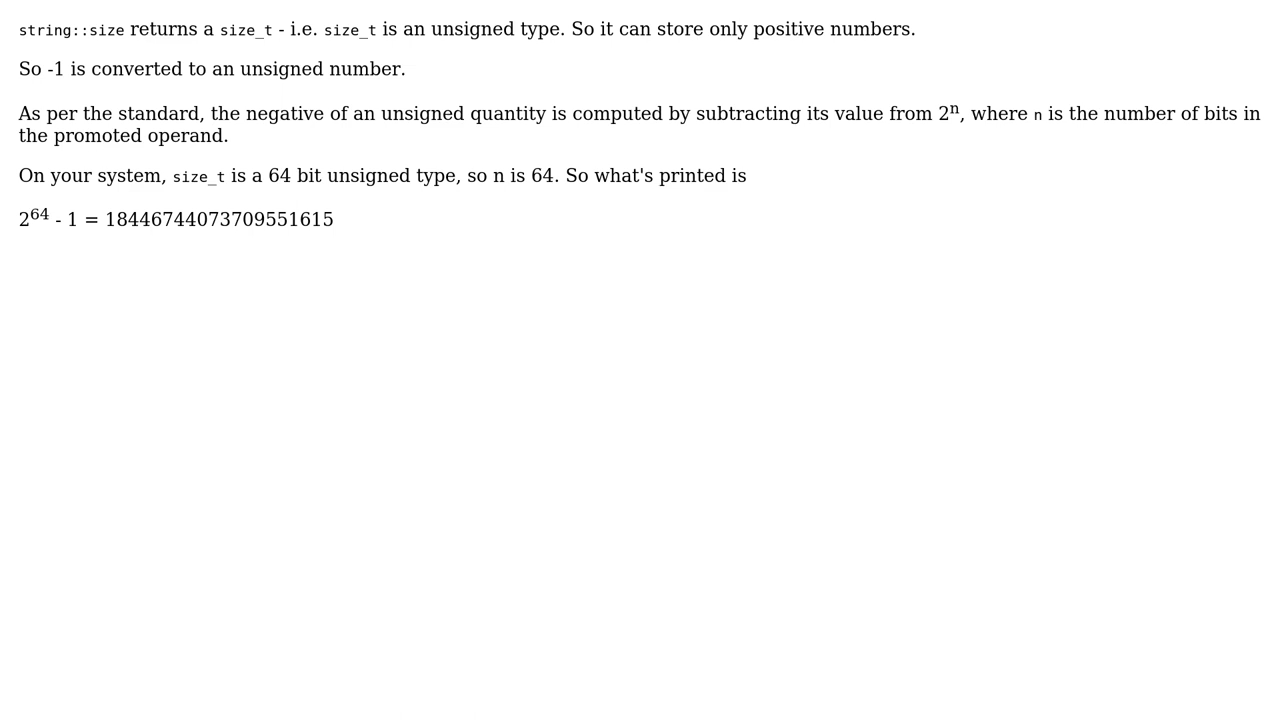 string::size returns a size_t - i.e. size_t is an unsigned type. So it can store only positive numbers.
So -1 is converted to an unsigned number.
As per the standard, the negative of an unsigned quantity is computed by subtracting its value from 2ⁿ, where n is the number of bits in
the promoted operand.
On your system, size_t is a 64 bit unsigned type, so n is 64. So what's printed is
2⁶⁴ - 1 = 18446744073709551615